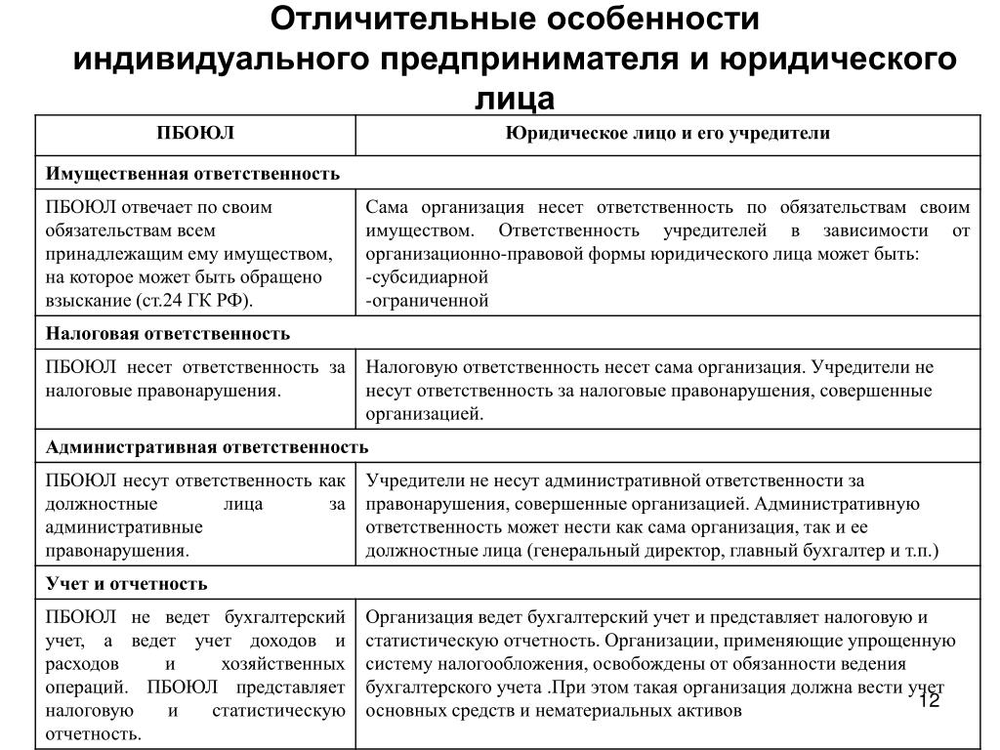 Отличительные особенности
индивидуального предпринимателя и юридического
лица
ПБОЮЛ
Юридическое лицо и его учредители
Имущественная ответственность
ПБОЮЛ отвечает по своим
обязательствам всем
принадлежащим ему имуществом,
на которое может быть обращено
взыскание (ст.24 ГК РФ).
Сама организация несет ответственность по обязательствам своим
имуществом. Ответственность учредителей в зависимости от
организационно-правовой формы юридического лица может быть:
-субсидиарной
-ограниченной
Налоговая ответственность
ПБОЮЛ несет ответственность за
налоговые правонарушения.
Налоговую ответственность несет сама организация. Учредители не
несут ответственность за налоговые правонарушения, совершенные
организацией.
Административная ответственность
ПБОЮЛ несут ответственность как
должностные лица за
административные
правонарушения.
Учредители не несут административной ответственности за
правонарушения, совершенные организацией. Административную
ответственность может нести как сама организация, так и ее
должностные лица (генеральный директор, главный бухгалтер и т.п.)
Учет и отчетность
ПБОЮЛ не ведет бухгалтерский
учет, а ведет учет доходов и
расходов и хозяйственных
операций. ПБОЮЛ представляет
налоговую и статистическую
отчетность.
Организация ведет бухгалтерский учет и представляет налоговую и
статистическую отчетность. Организации, применяющие упрощенную
систему налогообложения, освобождены от обязанности ведения
бухгалтерского учета .При этом такая организация должна вести учет
основных средств и нематериальных активов
12